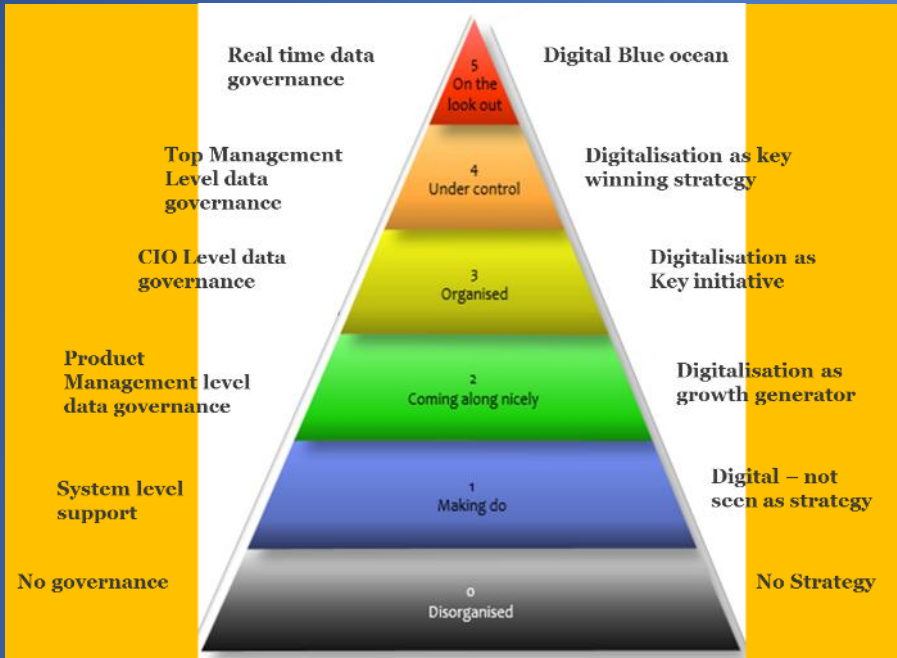 Real time data
governance
5
On the
look out
Digital Blue ocean
Top Management
Level data
governance
4
Under control
Digitalisation as key
winning strategy
CIO Level data
governance
3
Organised
Digitalisation as
Key initiative
Product
Management level
data governance
2
Coming along nicely
Digitalisation as
growth generator
System level
support
1
Making do
Digital – not
seen as strategy
No governance
0
Disorganised
No Strategy